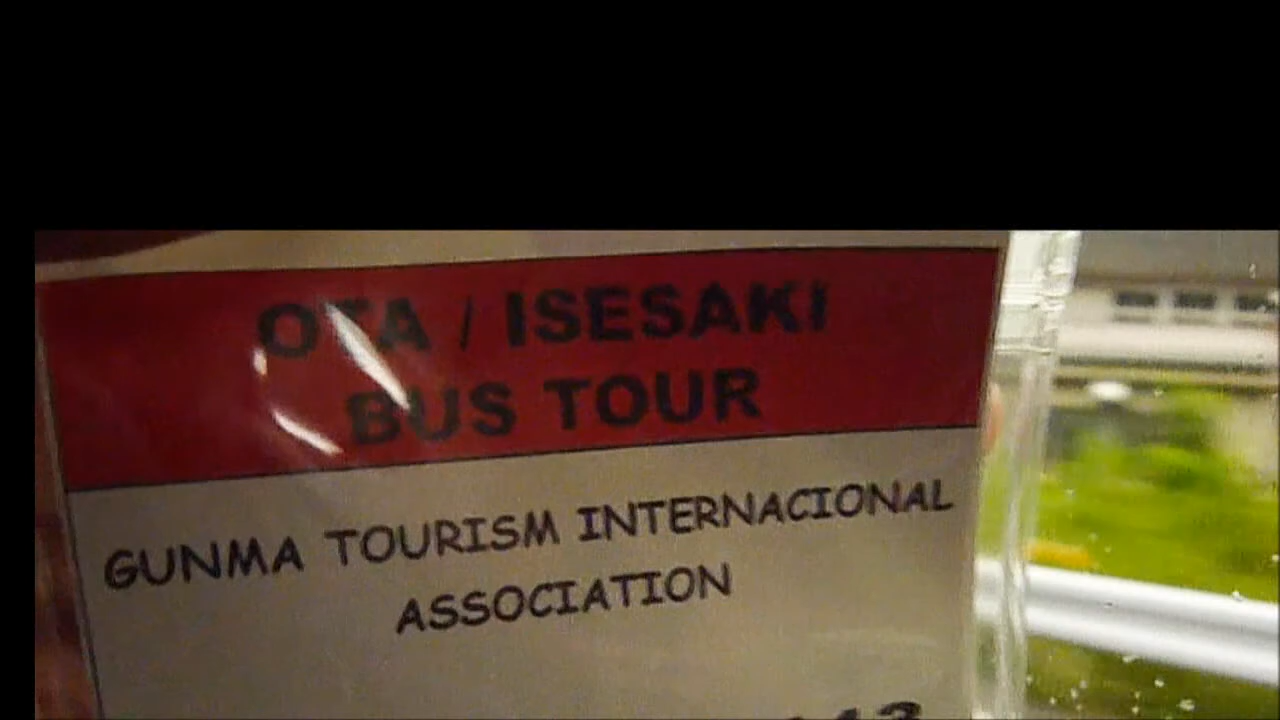 OTA / ISESAKI
BUS TOUR
GUNMA TOURISM INTERNACIONAL
ASSOCIATION